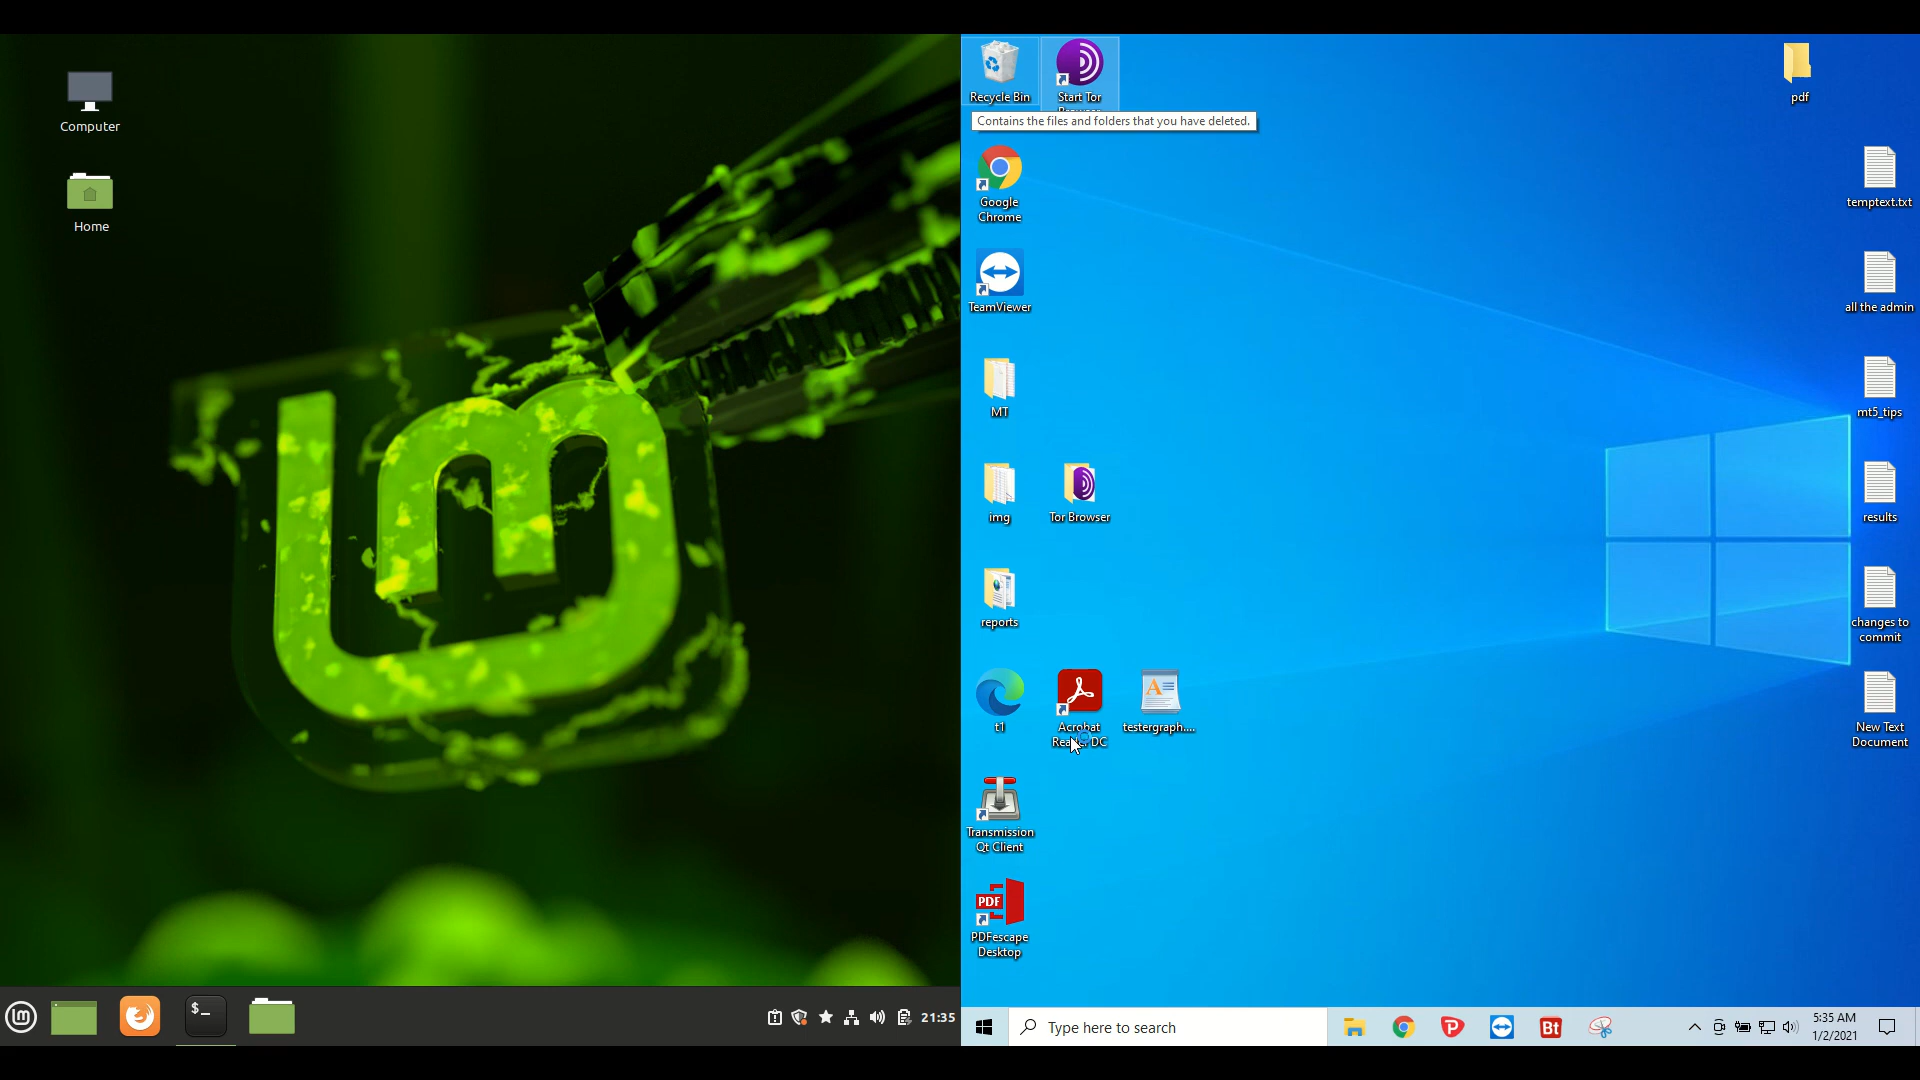 Computer
Home
21:35
Recycle Bin
Start Tor
Contains the files and folders that you have deleted.
pdf
Google
Chrome
temptext.txt
TeamViewer
all the admin
MT
mt5_tips
img
Tor Browser
results
reports
changes to
commit
t1
Acrobat
Reader DC
testergraph....
New Text
Document
Transmission
Qt Client
PDF
PDFescape
Desktop
Type here to search
Bt
5:35 AM
1/2/2021